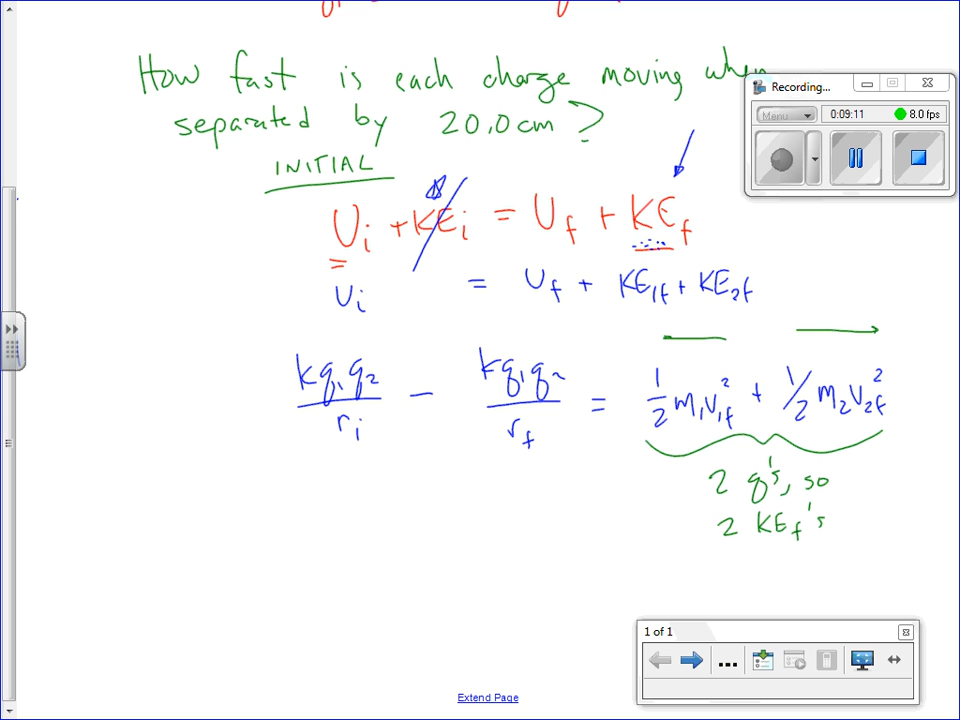 How fast is each charge moving when
separated by 20.0cm?
Recording...
Menu 0:09:11 8.0 fps
INITIAL
Ui + KEi = Uf + KEf
Ui = Uf + KE1f + KE2f
kq1q2/ri - kq1q2/rf = 1/2 m1v1f² + 1/2 m2v2f²
2 q's, so
2 KEf's
1 of 1
...
Extend Page